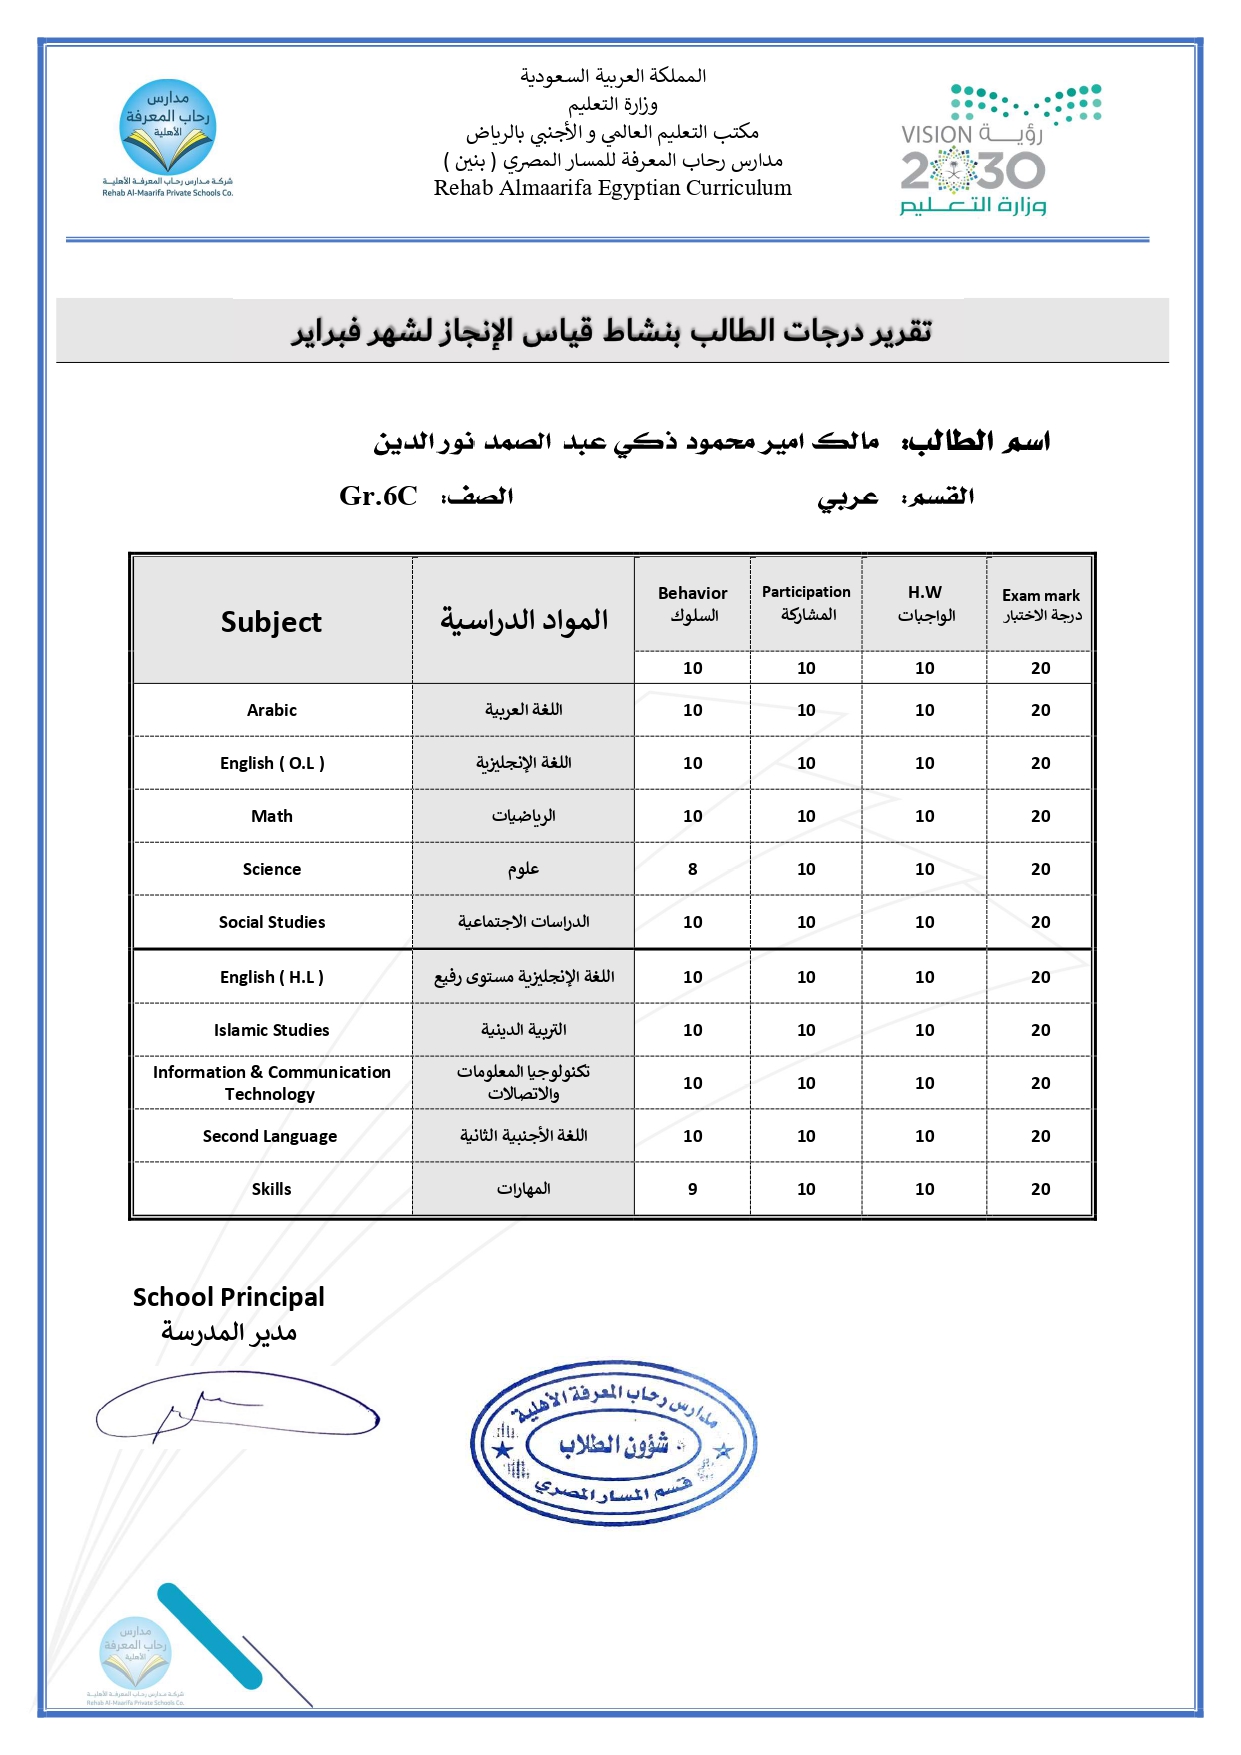 مدارس
رحاب المعرفة
الأهلية
شركة مدارس رحاب المعرفة الأهلية
Rehab Al-Maarifa Private Schools Co.
المملكة العربية السعودية
وزارة التعليم
مكتب التعليم العالمي و الأجنبي بالرياض
مدارس رحاب المعرفة للمسار المصري ( بنين )
Rehab Almaarifa Egyptian Curriculum
VISION رؤيـــة
2030
وزارة التعليم
تقرير درجات الطالب بنشاط قياس الإنجاز لشهر فبراير
اسم الطالب: مالك امير محمود ذكي عبد الصمد نور الدين
القسم: عربي الصف: Gr.6C
Subject المواد الدراسية Behavior السلوك Participation المشاركة H.W الواجبات Exam mark درجة الاختبار
10 10 10 20
Arabic اللغة العربية 10 10 10 20
English ( O.L ) اللغة الإنجليزية 10 10 10 20
Math الرياضيات 10 10 10 20
Science علوم 8 10 10 20
Social Studies الدراسات الاجتماعية 10 10 10 20
English ( H.L ) اللغة الإنجليزية مستوى رفيع 10 10 10 20
Islamic Studies التربية الدينية 10 10 10 20
Information & Communication Technology تكنولوجيا المعلومات والاتصالات 10 10 10 20
Second Language اللغة الأجنبية الثانية 10 10 10 20
Skills المهارات 9 10 10 20
School Principal
مدير المدرسة
مدارس رحاب المعرفة الأهلية
شؤون الطلاب
قسم المسار المصري
مدارس
رحاب المعرفة
الأهلية
شركة مدارس رحاب المعرفة الأهلية
Rehab Al-Maarifa Private Schools Co.